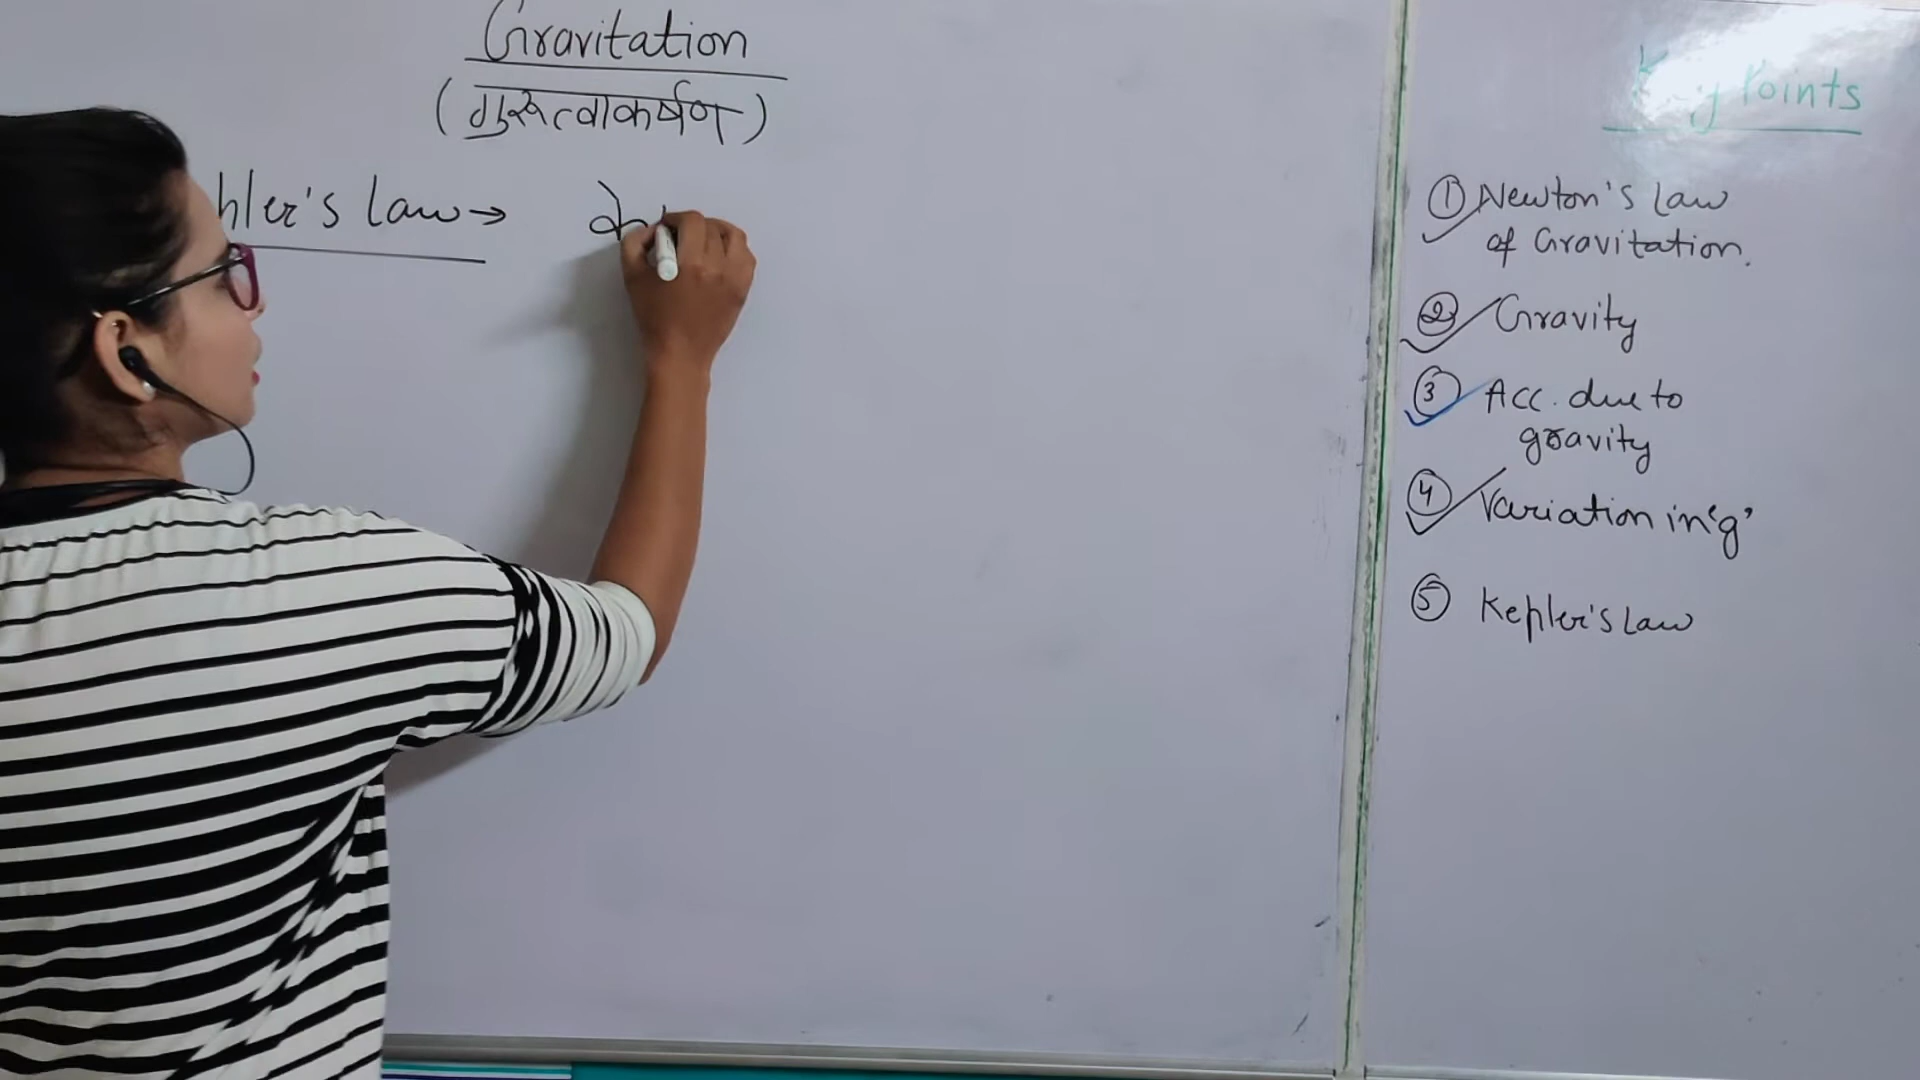 Gravitation
(गुरूत्वाकर्षण)
hler's Law →
Key Points
① Newton's Law
of Gravitation.
② Gravity
③ Acc. due to
gravity
④ Variation in 'g'
⑤ Kepler's Law